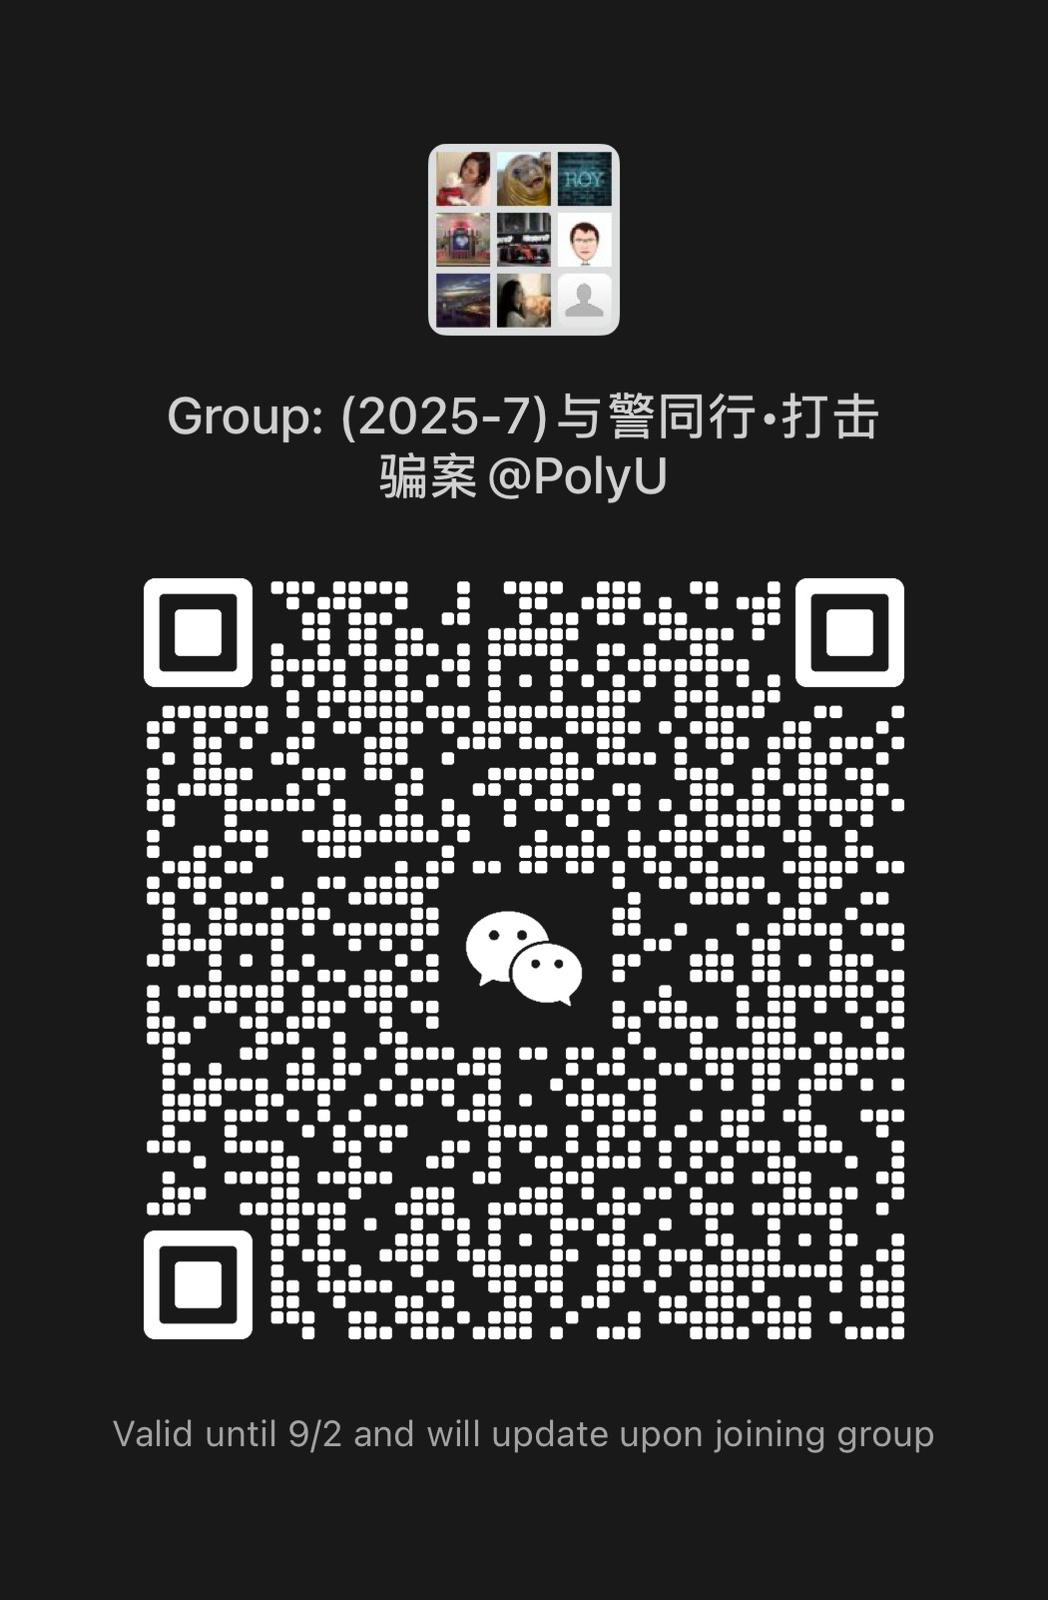 ROY
Group: (2025-7)与警同行•打击
骗案 @PolyU
Valid until 9/2 and will update upon joining group